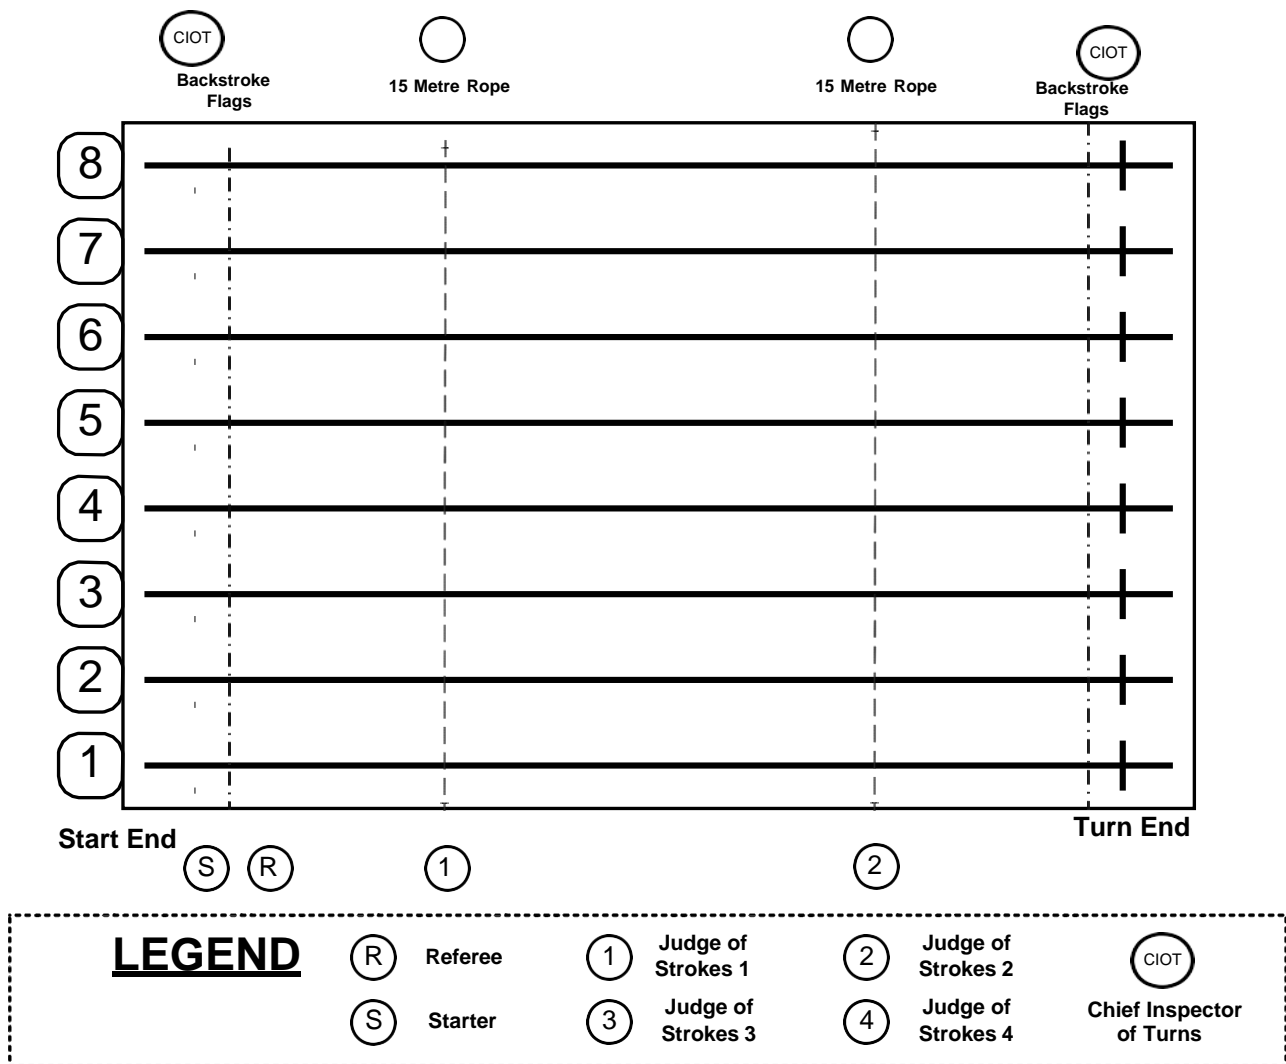 CIOT
CIOT
Backstroke
Flags
15 Metre Rope
15 Metre Rope
Backstroke
Flags
8
7
6
5
4
3
2
1
Start End
Turn End
S R 1 2
LEGEND
R Referee
1 Judge of
Strokes 1
2 Judge of
Strokes 2
CIOT
Chief Inspector
of Turns
S Starter
3 Judge of
Strokes 3
4 Judge of
Strokes 4